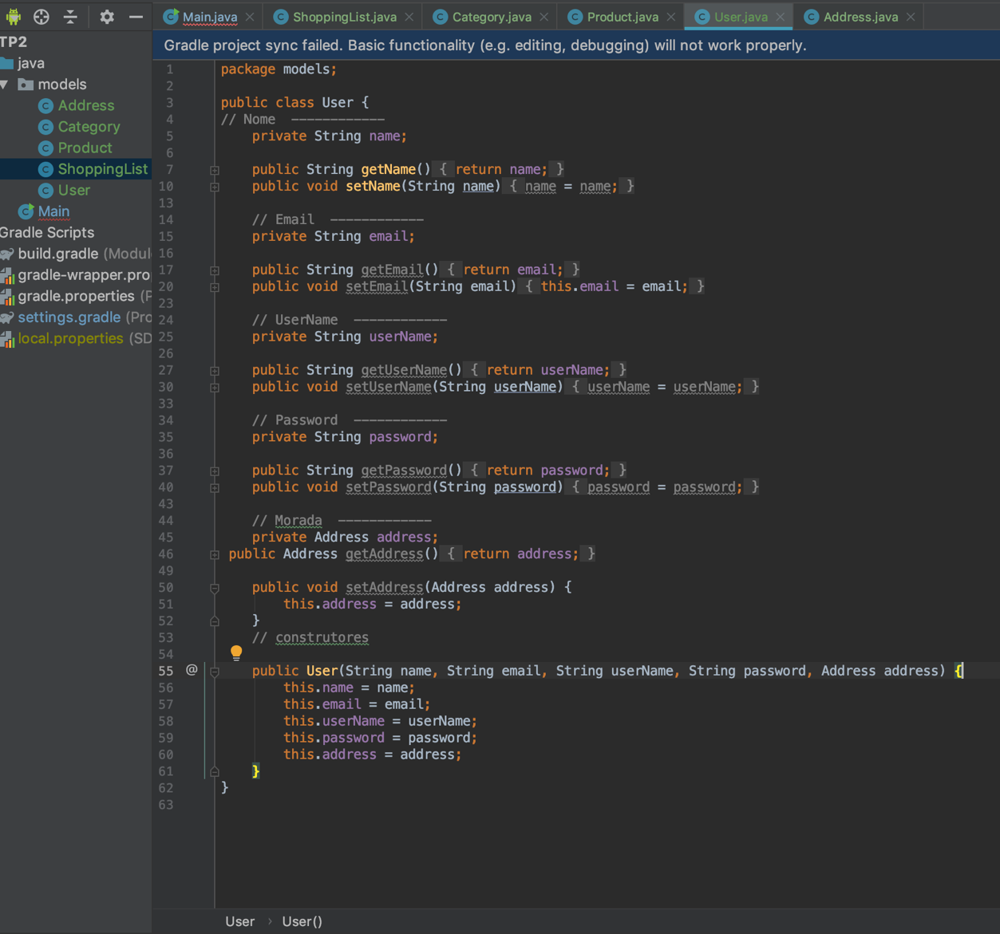 Main.java
ShoppingList.java
Category.java
Product.java
User.java
Address.java
TP2
java
models
Address
Category
Product
ShoppingList
User
Main
Gradle Scripts
build.gradle (Modul
gradle-wrapper.pro
gradle.properties (P
settings.gradle (Pro
local.properties (SD
Gradle project sync failed. Basic functionality (e.g. editing, debugging) will not work properly.
1 package models;
2
3 public class User {
4 // Nome ------------
5 private String name;
6
7 public String getName() { return name; }
10 public void setName(String name) { name = name; }
13
14 // Email ------------
15 private String email;
16
17 public String getEmail() { return email; }
20 public void setEmail(String email) { this.email = email; }
23
24 // UserName ------------
25 private String userName;
26
27 public String getUserName() { return userName; }
30 public void setUserName(String userName) { userName = userName; }
33
34 // Password ------------
35 private String password;
36
37 public String getPassword() { return password; }
40 public void setPassword(String password) { password = password; }
43
44 // Morada ------------
45 private Address address;
46 public Address getAddress() { return address; }
49
50 public void setAddress(Address address) {
51 this.address = address;
52 }
53 // construtores
54
55 @ public User(String name, String email, String userName, String password, Address address) {
56 this.name = name;
57 this.email = email;
58 this.userName = userName;
59 this.password = password;
60 this.address = address;
61 }
62 }
63
User › User()